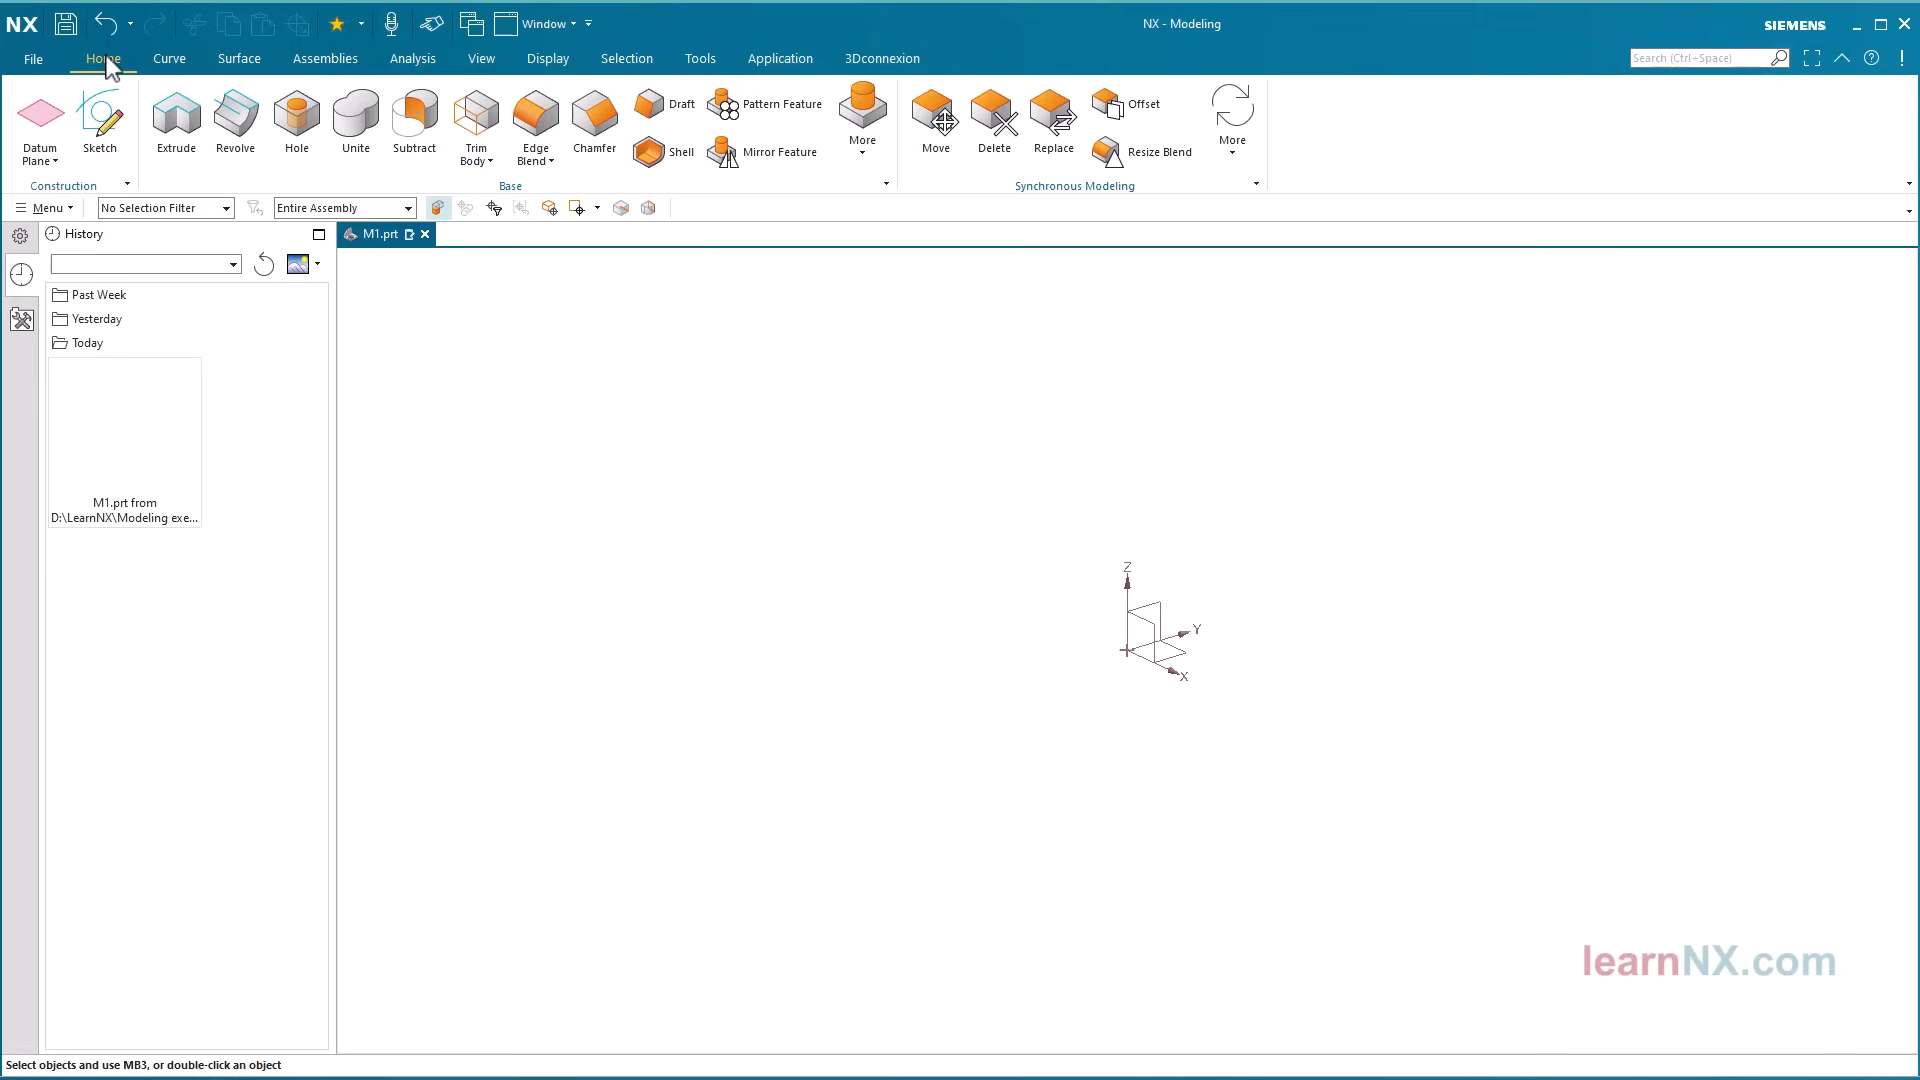 NX
Window
NX - Modeling
SIEMENS
File
Home
Curve
Surface
Assemblies
Analysis
View
Display
Selection
Tools
Application
3Dconnexion
Search (Ctrl+Space)
Datum
Plane
Sketch
Extrude
Revolve
Hole
Unite
Subtract
Trim
Body
Edge
Blend
Chamfer
Draft
Shell
Pattern Feature
Mirror Feature
More
Move
Delete
Replace
Offset
Resize Blend
More
Construction
Base
Synchronous Modeling
Menu
No Selection Filter
Entire Assembly
History
M1.prt
Past Week
Yesterday
Today
M1.prt from
D:\LearnNX\Modeling exe...
Z
Y
X
learnNX.com
Select objects and use MB3, or double-click an object